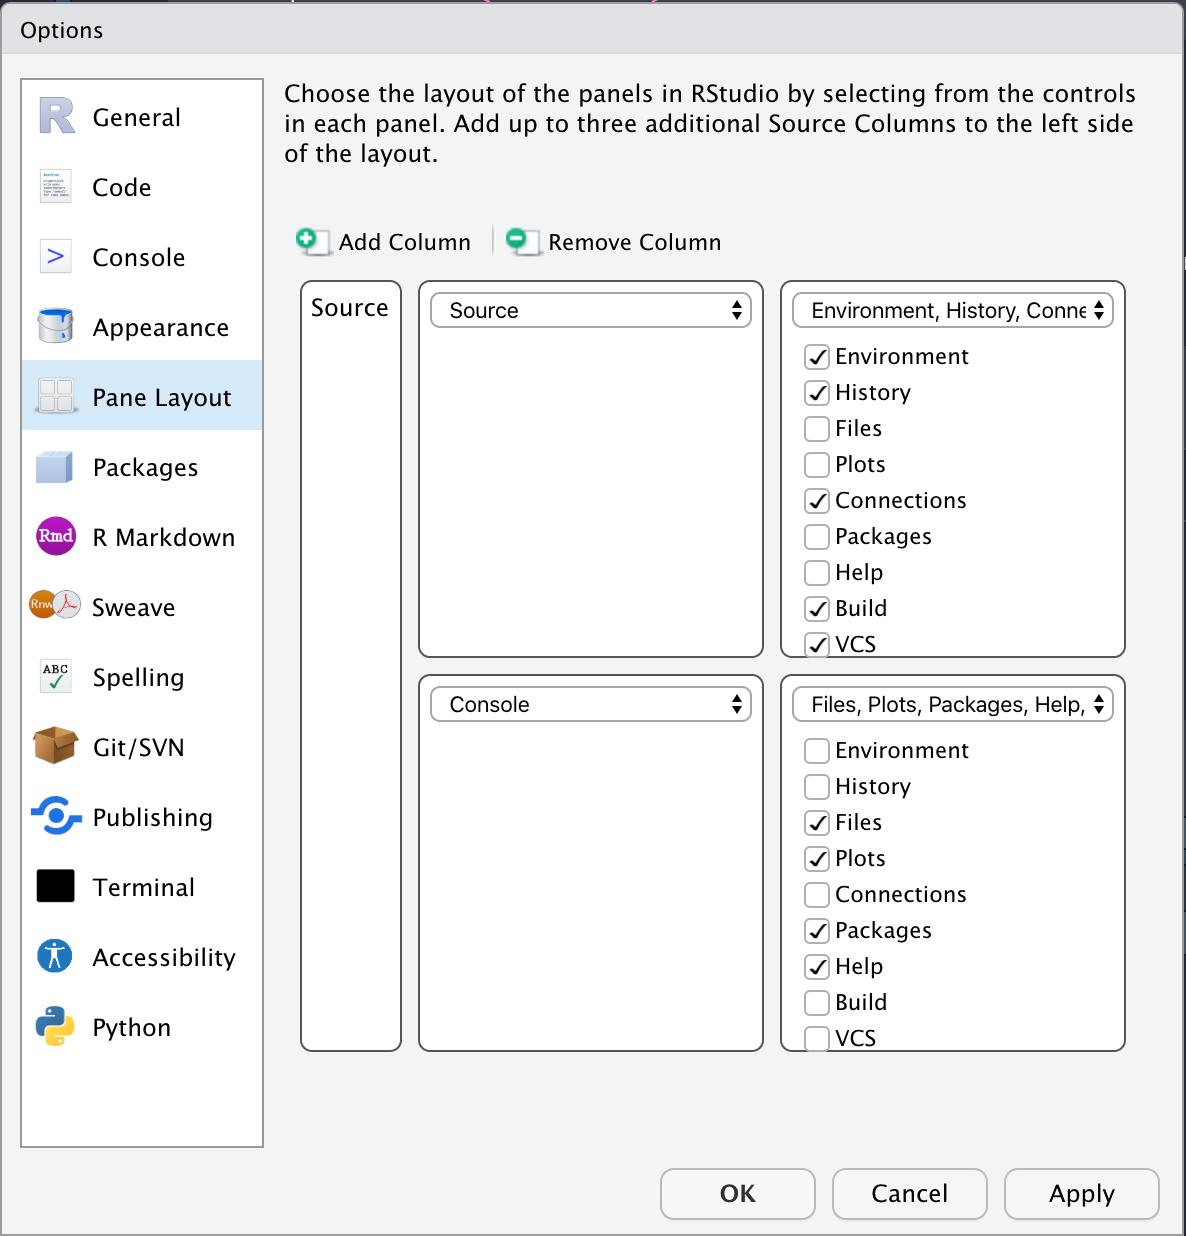 Options
General
Code
Console
Appearance
Pane Layout
Packages
Rmd
R Markdown
Rnw
Sweave
ABC
Spelling
Git/SVN
Publishing
Terminal
Accessibility
Python
Choose the layout of the panels in RStudio by selecting from the controls
in each panel. Add up to three additional Source Columns to the left side
of the layout.
Add Column
Remove Column
Source
Source
Environment, History, Conne
Environment
History
Files
Plots
Connections
Packages
Help
Build
VCS
Console
Files, Plots, Packages, Help,
Environment
History
Files
Plots
Connections
Packages
Help
Build
VCS
OK
Cancel
Apply